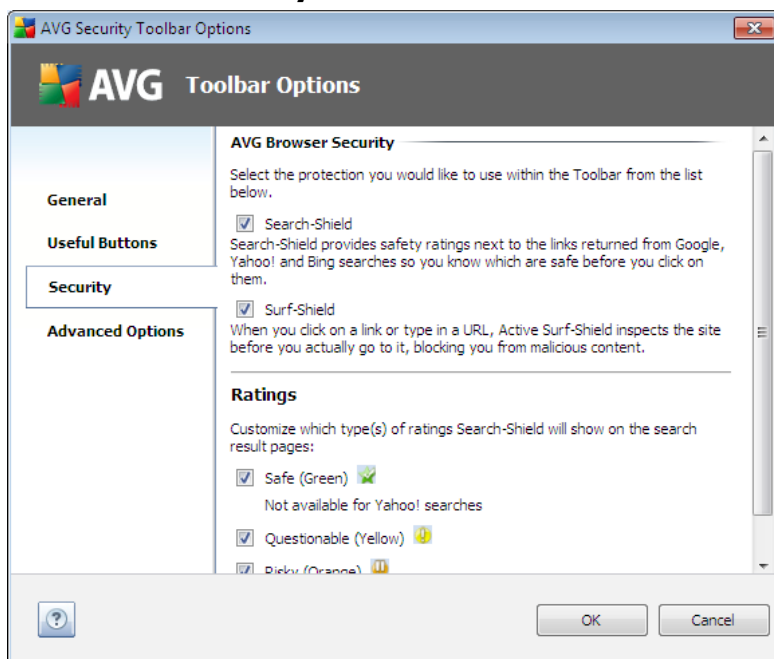 AVG Security Toolbar Options
AVG Toolbar Options
General
Useful Buttons
Security
Advanced Options
AVG Browser Security
Select the protection you would like to use within the Toolbar from the list
below.
Search-Shield
Search-Shield provides safety ratings next to the links returned from Google,
Yahoo! and Bing searches so you know which are safe before you click on
them.
Surf-Shield
When you click on a link or type in a URL, Active Surf-Shield inspects the site
before you actually go to it, blocking you from malicious content.
Ratings
Customize which type(s) of ratings Search-Shield will show on the search
result pages:
Safe (Green)
Not available for Yahoo! searches
Questionable (Yellow)
Risky (Orange)
?
OK
Cancel